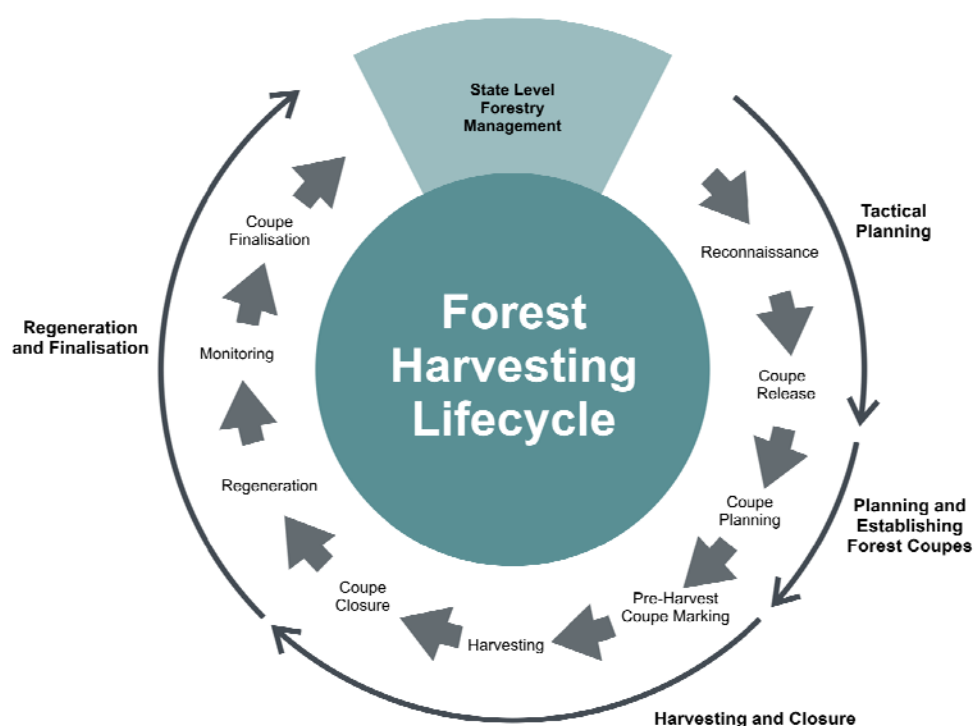 State Level
Forestry
Management
Forest
Harvesting
Lifecycle
Tactical
Planning
Reconnaissance
Coupe
Release
Planning and
Establishing
Forest Coupes
Coupe
Planning
Pre-Harvest
Coupe Marking
Harvesting and Closure
Harvesting
Coupe
Closure
Regeneration
and Finalisation
Regeneration
Monitoring
Coupe
Finalisation